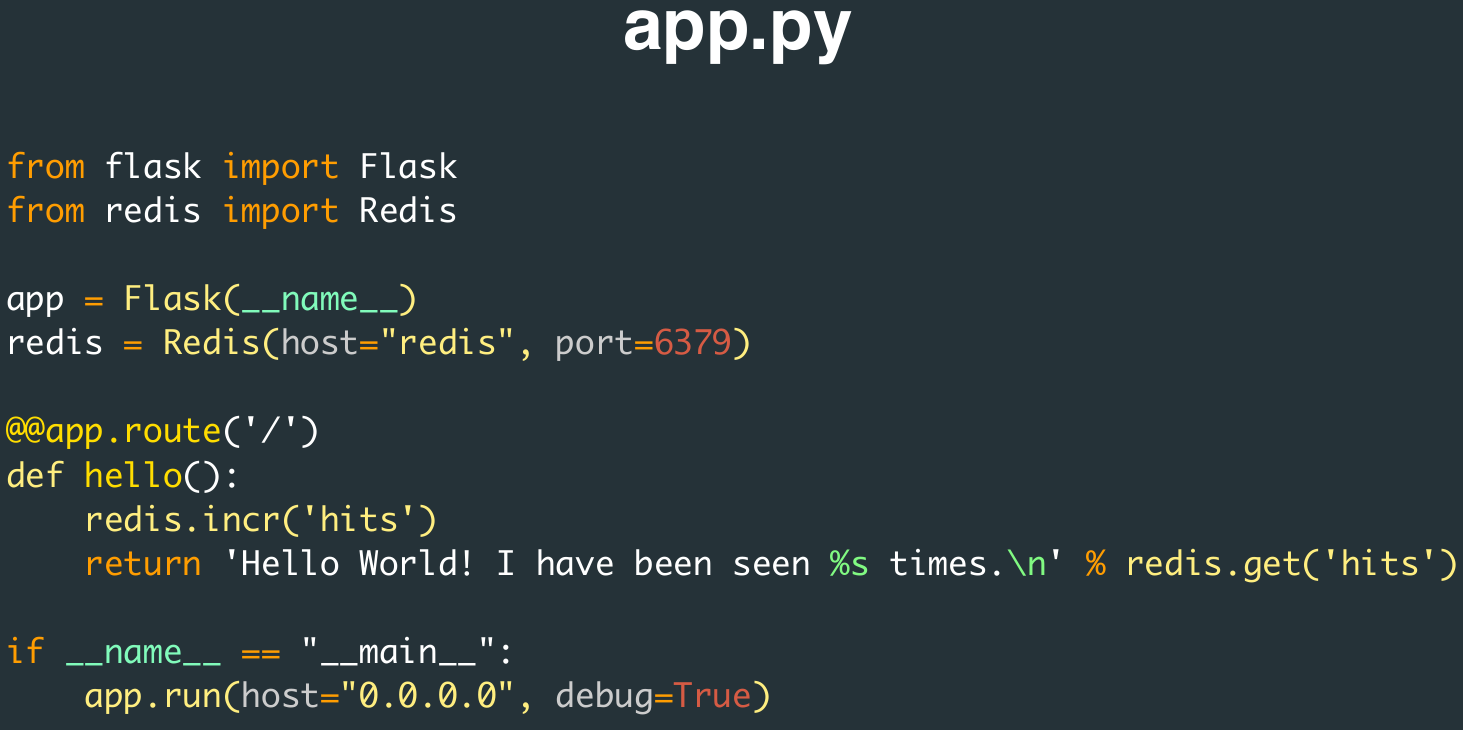 app.py
from flask import Flask
from redis import Redis
app = Flask(__name__)
redis = Redis(host="redis", port=6379)
@@app.route('/')
def hello():
    redis.incr('hits')
    return 'Hello World! I have been seen %s times.\n' % redis.get('hits')
if __name__ == "__main__":
    app.run(host="0.0.0.0", debug=True)